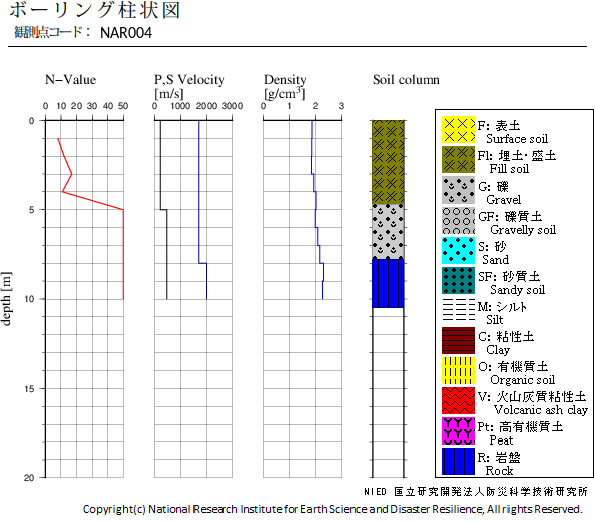 ボーリング柱状図
観測点コード： NAR004
N-Value P,S Velocity Density Soil column
[m/s] [g/cm³]
0 10 20 30 40 50 0 1000 2000 3000 0 1 2 3
0
5
10
15
20
depth [m]
F: 表土
Surface soil
Fl: 埋土・盛土
Fill soil
G: 礫
Gravel
GF: 礫質土
Gravelly soil
S: 砂
Sand
SF: 砂質土
Sandy soil
M: シルト
Silt
C: 粘性土
Clay
O: 有機質土
Organic soil
V: 火山灰質粘性土
Volcanic ash clay
Pt: 高有機質土
Peat
R: 岩盤
Rock
NIED 国立研究開発法人防災科学技術研究所
Copyright(c) National Research Institute for Earth Science and Disaster Resilience, All rights Reserved.